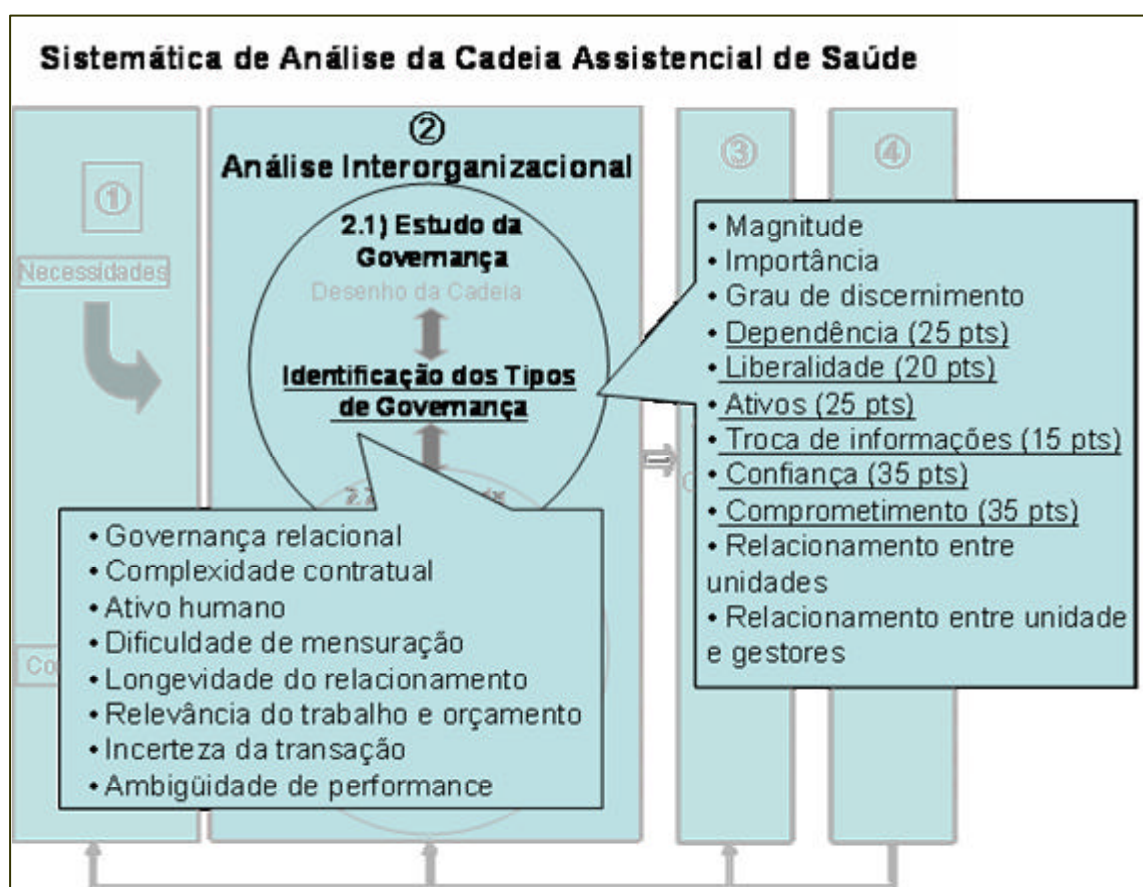 Sistemática de Análise da Cadeia Assistencial de Saúde
①
Necessidades
②
Análise Interorganizacional
2.1) Estudo da
Governança
Desenho da Cadeia
Identificação dos Tipos
de Governança
③
④
• Magnitude
• Importância
• Grau de discernimento
• Dependência (25 pts)
• Liberalidade (20 pts)
• Ativos (25 pts)
• Troca de informações (15 pts)
• Confiança (35 pts)
• Comprometimento (35 pts)
• Relacionamento entre
unidades
• Relacionamento entre unidade
e gestores
• Governança relacional
• Complexidade contratual
• Ativo humano
• Dificuldade de mensuração
• Longevidade do relacionamento
• Relevância do trabalho e orçamento
• Incerteza da transação
• Ambigüidade de performance